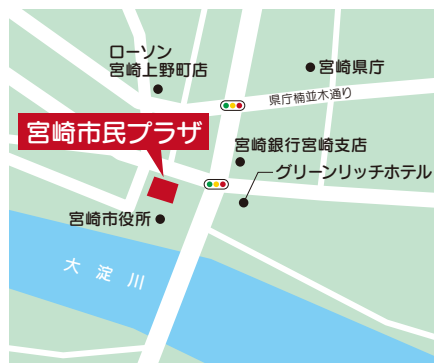 ローソン
宮崎上野町店
宮崎県庁
県庁楠並木通り
宮崎市民プラザ
宮崎銀行宮崎支店
グリーンリッチホテル
宮崎市役所
大淀川